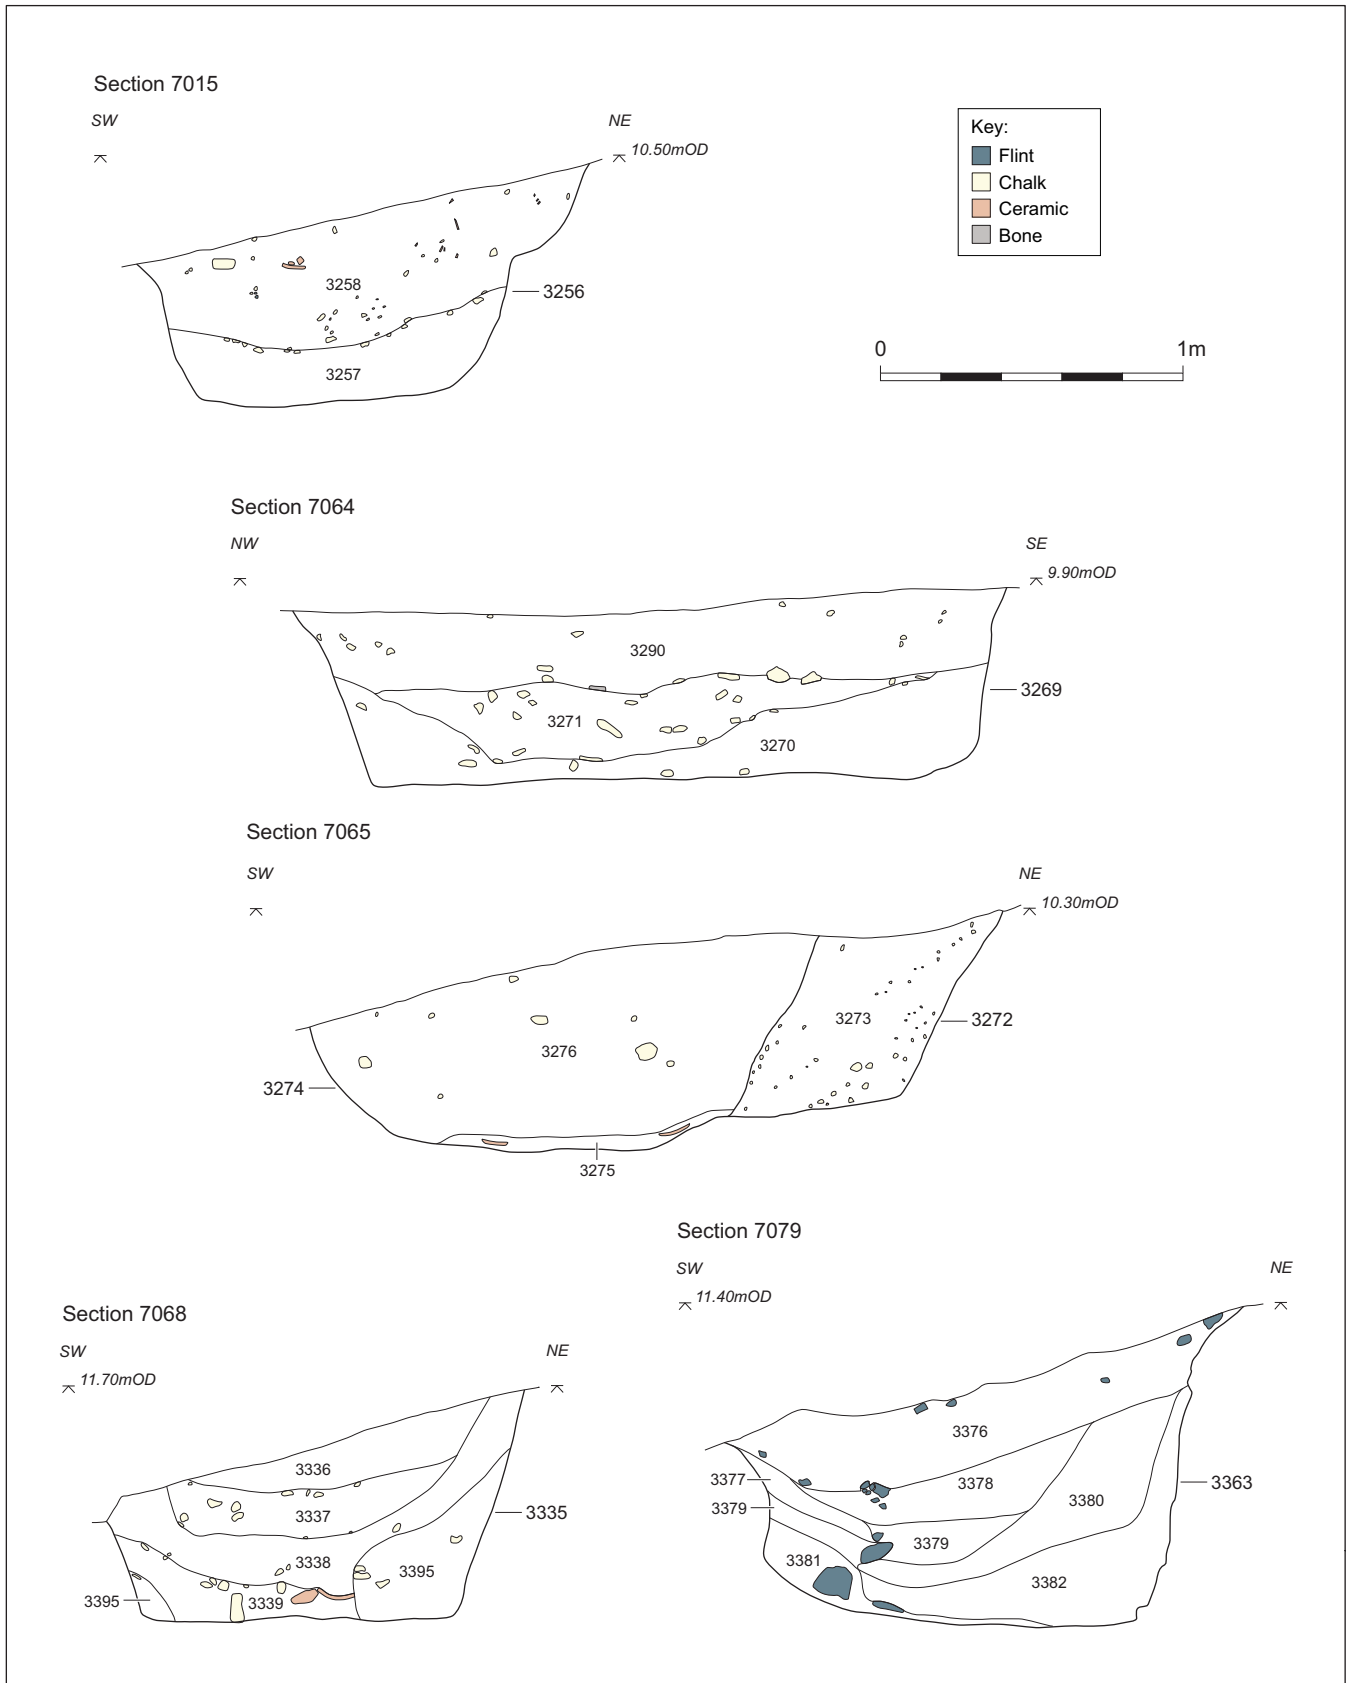 Section 7015
SW
NE
10.50mOD
3258
3256
3257
Key:
Flint
Chalk
Ceramic
Bone
0 1m
Section 7064
NW
SE
9.90mOD
3290
3269
3271
3270
Section 7065
SW
NE
10.30mOD
3273
3272
3276
3274
3275
Section 7079
SW
NE
11.40mOD
3376
3377
3378
3363
3379
3380
3379
3381
3382
Section 7068
SW
NE
11.70mOD
3336
3337
3335
3338
3395
3395
3339